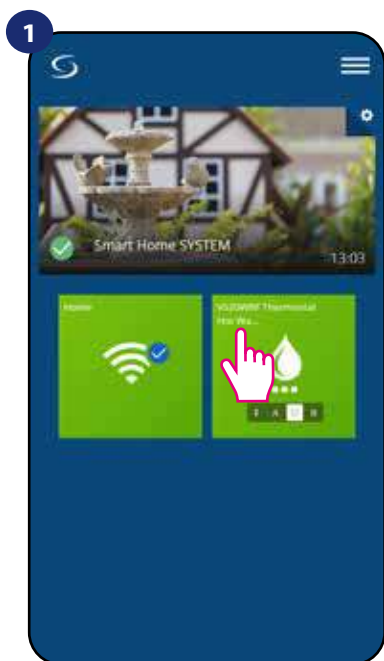 1
Smart Home SYSTEM
13:03
Home
VS20WRF Thermostat
Hot Wa...